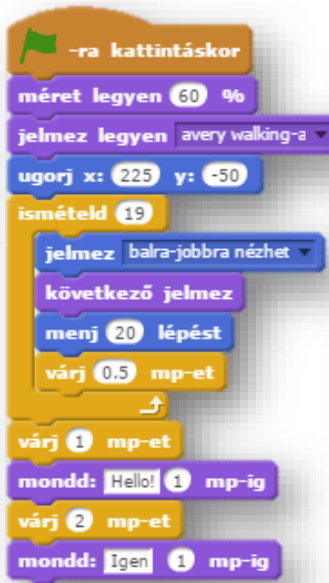 -ra kattintáskor
méret legyen 60 %
jelmez legyen avery walking-a
ugorj x: 225 y: -50
ismételd 19
jelmez balra-jobbra nézhet
következő jelmez
menj 20 lépést
várj 0.5 mp-et
várj 1 mp-et
mondd: Hello! 1 mp-ig
várj 2 mp-et
mondd: Igen 1 mp-ig